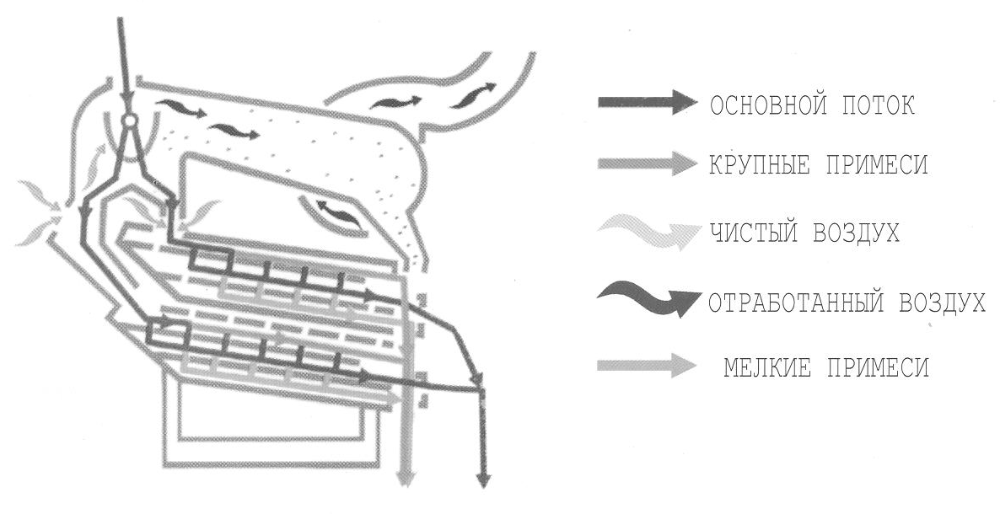 ОСНОВНОЙ ПОТОК
КРУПНЫЕ ПРИМЕСИ
ЧИСТЫЙ ВОЗДУХ
ОТРАБОТАННЫЙ ВОЗДУХ
МЕЛКИЕ ПРИМЕСИ